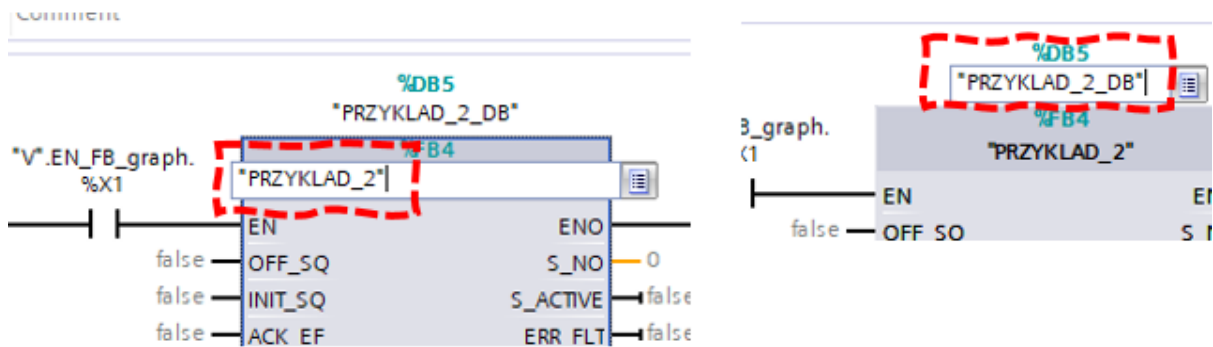 Comment
%DB5
"PRZYKLAD_2_DB"
%FB4
"V".EN_FB_graph.
%X1
"PRZYKLAD_2"
EN ENO
false OFF_SQ S_NO 0
false INIT_SQ S_ACTIVE false
false ACK_EF ERR_FLT false
%DB5
"PRZYKLAD_2_DB"
%FB4
"PRZYKLAD_2"
B_graph.
EN
false OFF_SQ